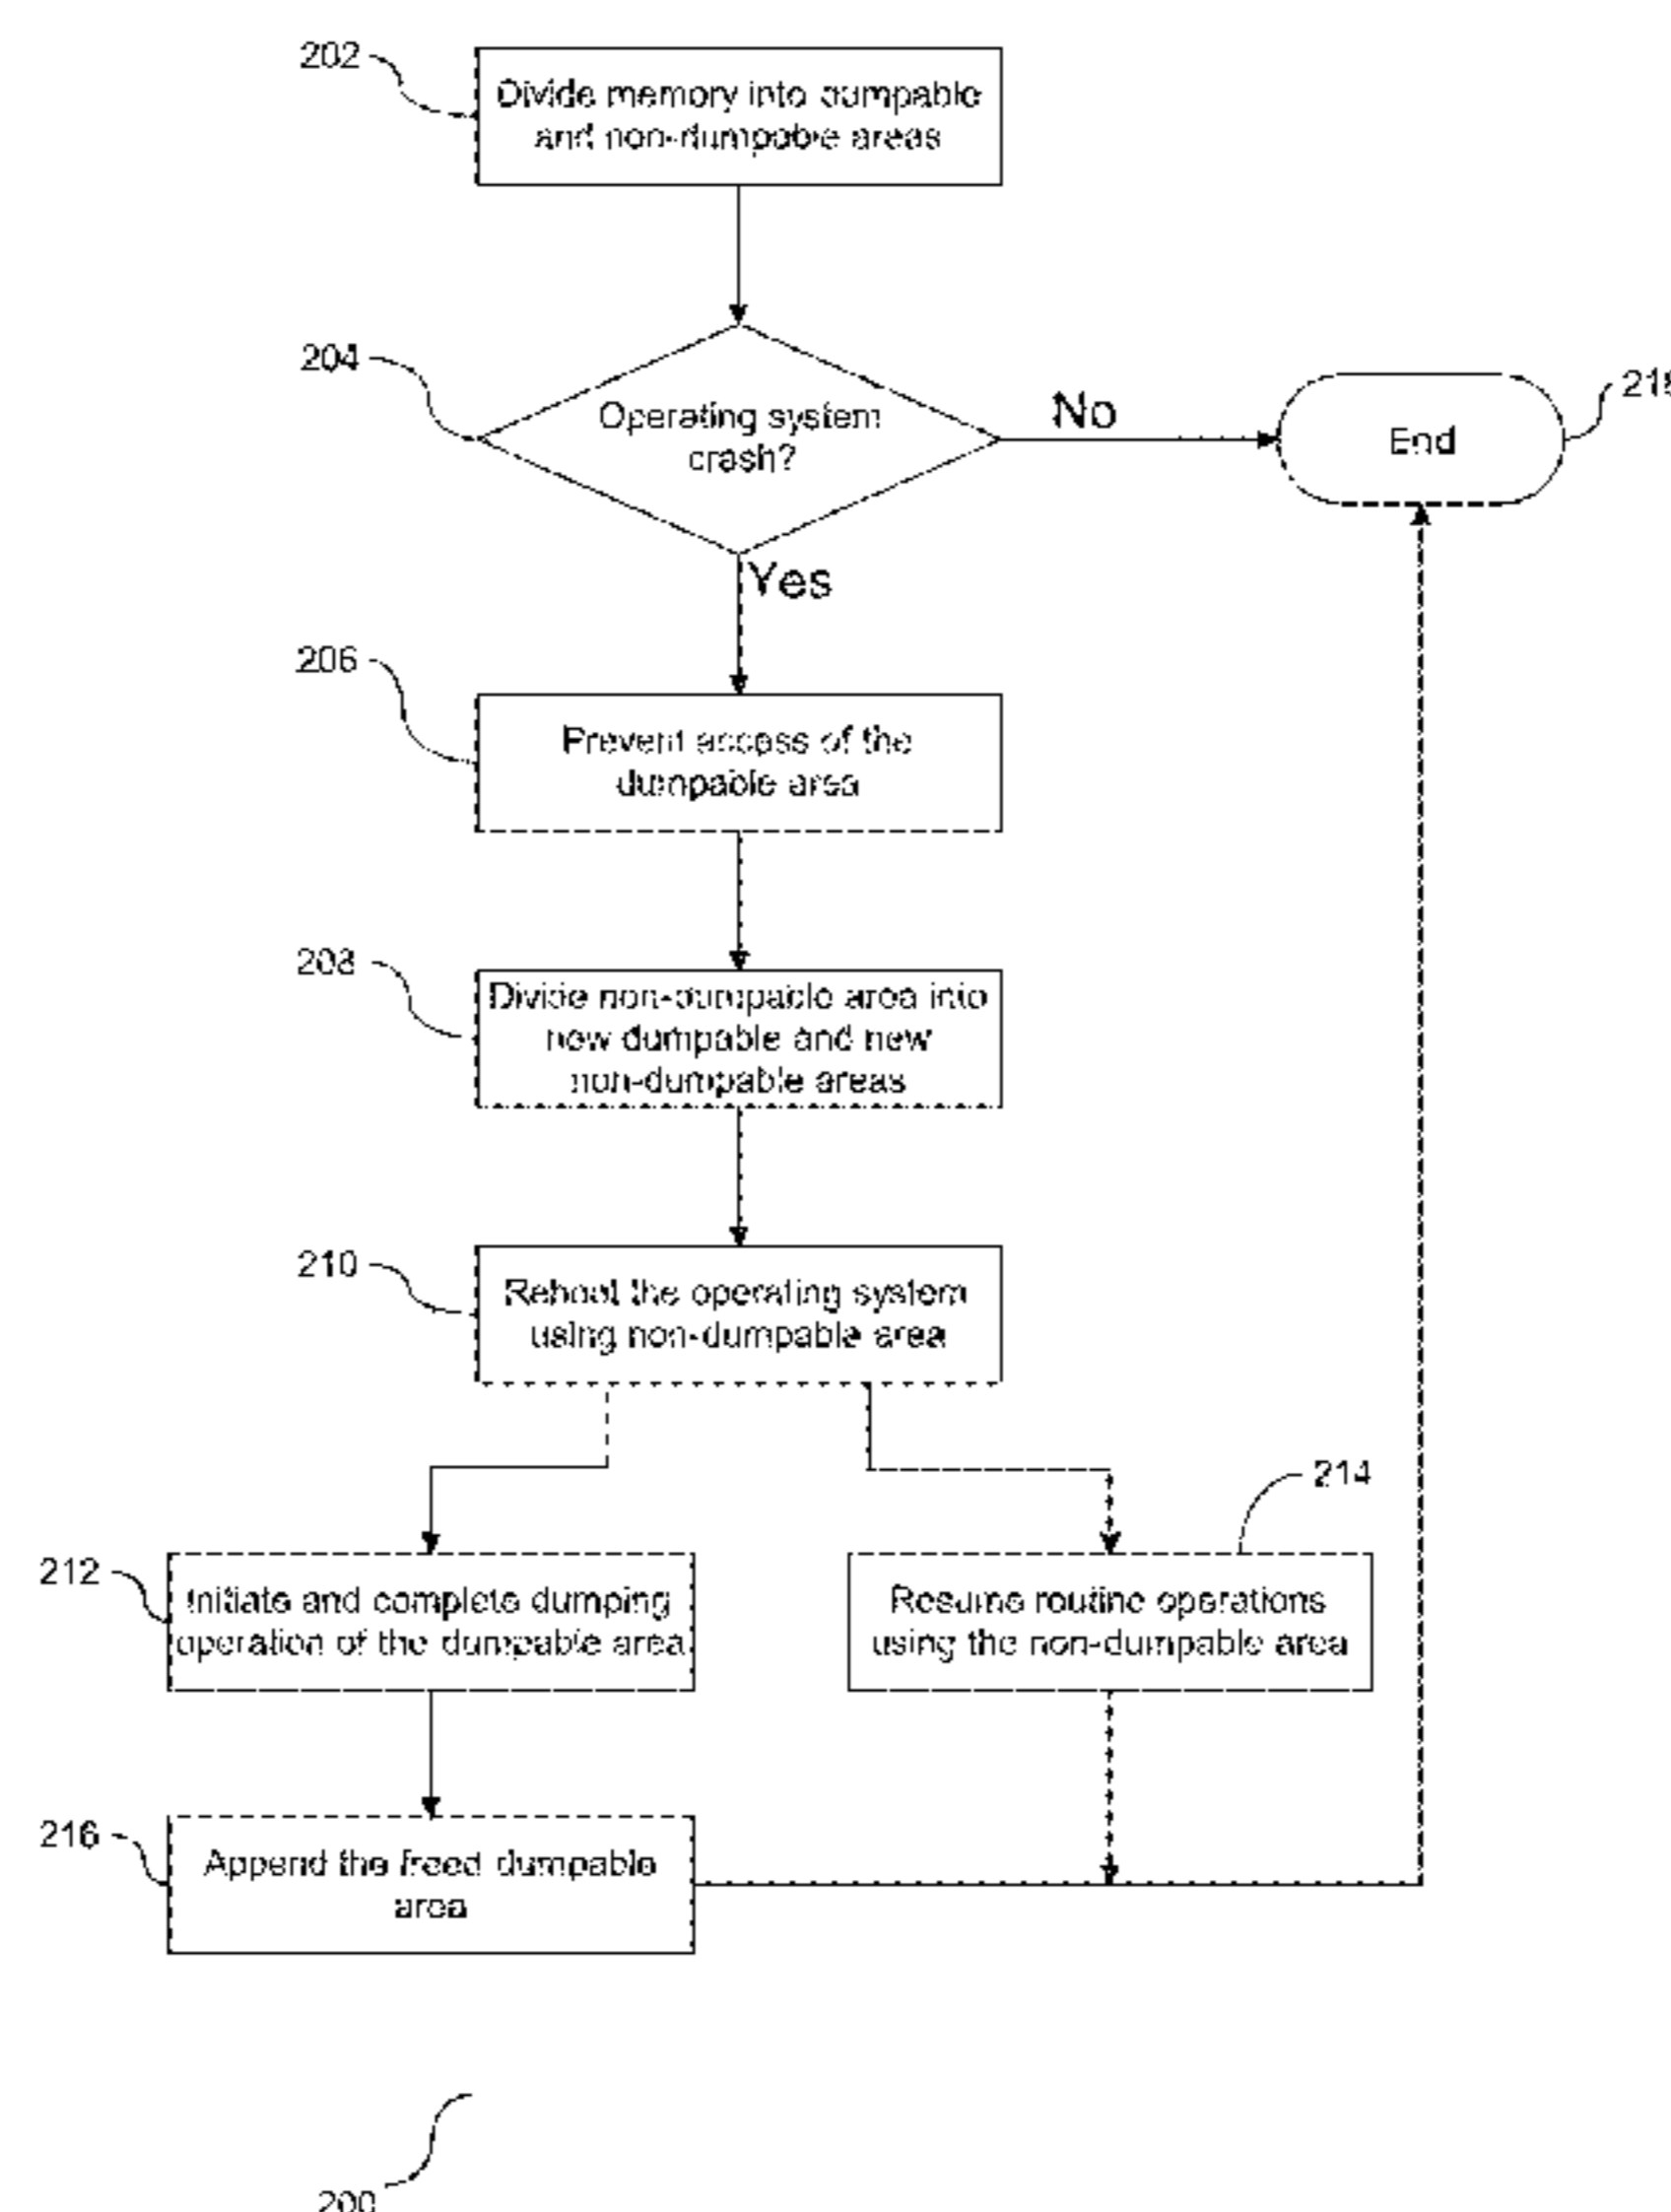 202
Divide memory into dumpable
and non-dumpable areas
204
Operating system
crash?
No
End
218
Yes
206
Prevent access of the
dumpable area
208
Divide non-dumpable area into
new dumpable and new
non-dumpable areas
210
Reboot the operating system
using non-dumpable area
214
212
Initiate and complete dumping
operation of the dumpable area
Resume routine operations
using the non-dumpable area
216
Append the freed dumpable
area
200